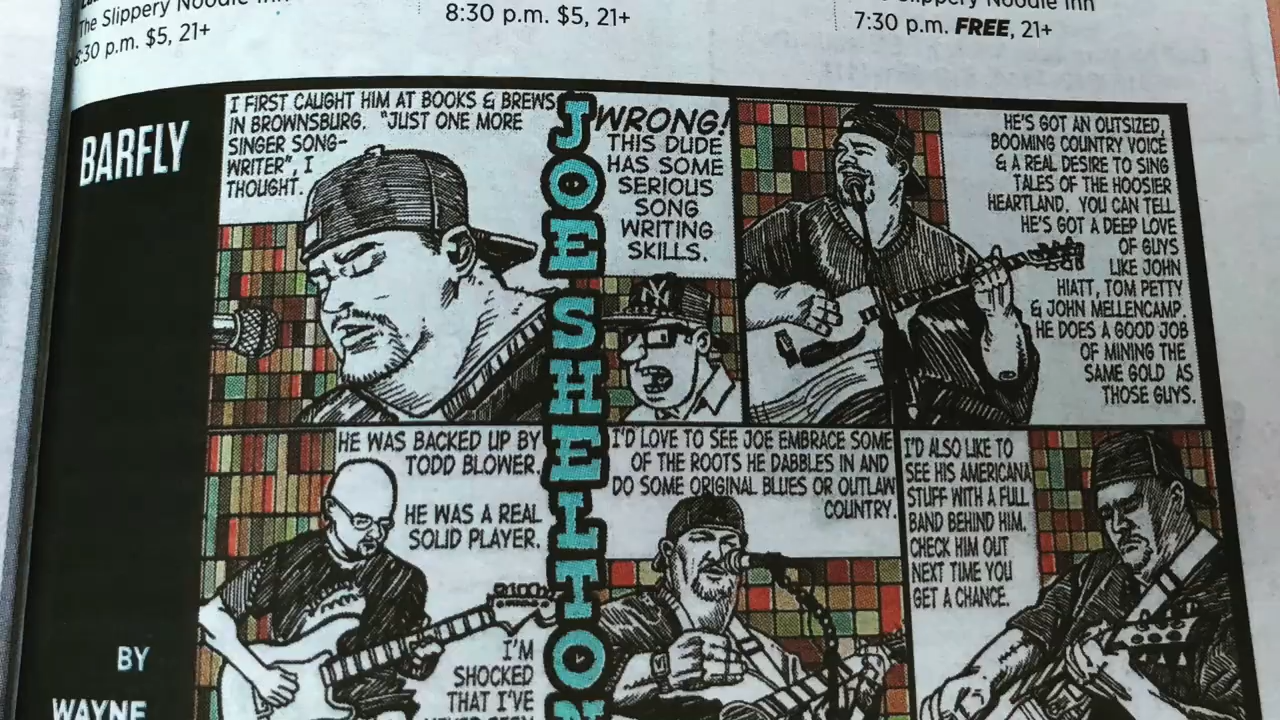 The Slippery Noodle Inn
8:30 p.m. $5, 21+
8:30 p.m. $5, 21+
Slippery Noodle Inn
7:30 p.m. FREE, 21+
BARFLY
BY
WAYNE
I FIRST CAUGHT HIM AT BOOKS & BREWS
IN BROWNSBURG. "JUST ONE MORE
SINGER SONG-
WRITER", I
THOUGHT.
JOE SHELTON
WRONG!
THIS DUDE
HAS SOME
SERIOUS
SONG
WRITING
SKILLS.
NY
HE'S GOT AN OUTSIZED,
BOOMING COUNTRY VOICE
& A REAL DESIRE TO SING
TALES OF THE HOOSIER
HEARTLAND. YOU CAN TELL
HE'S GOT A DEEP LOVE
OF GUYS
LIKE JOHN
HIATT, TOM PETTY
& JOHN MELLENCAMP.
HE DOES A GOOD JOB
OF MINING THE
SAME GOLD AS
THOSE GUYS.
HE WAS BACKED UP BY
TODD BLOWER.
HE WAS A REAL
SOLID PLAYER.
I'M
SHOCKED
THAT I'VE
NEVER SEEN
I'D LOVE TO SEE JOE EMBRACE SOME
OF THE ROOTS HE DABBLES IN AND
DO SOME ORIGINAL BLUES OR OUTLAW
COUNTRY.
I'D ALSO LIKE TO
SEE HIS AMERICANA
STUFF WITH A FULL
BAND BEHIND HIM.
CHECK HIM OUT
NEXT TIME YOU
GET A CHANCE.